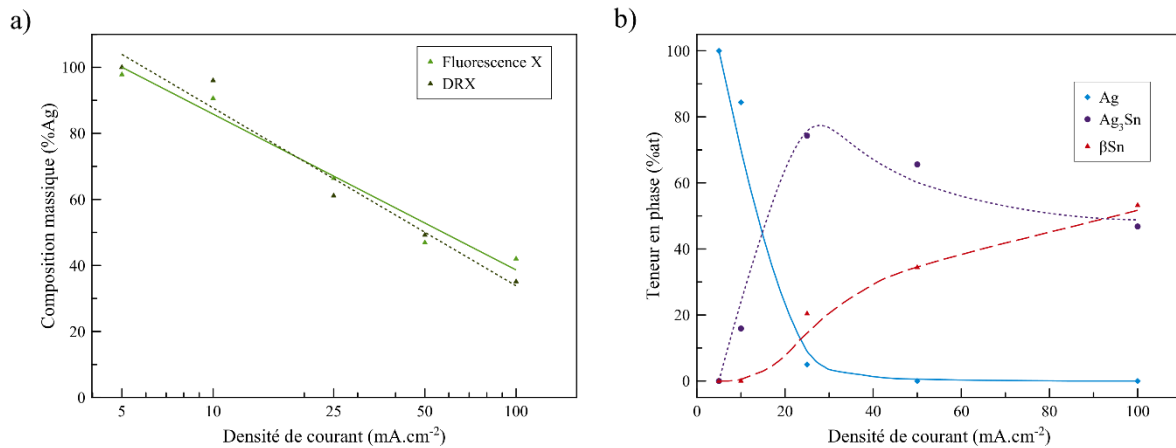 a)
Composition massique (%Ag)
100
80
60
40
20
0
5
10
25
50
100
Densité de courant (mA.cm⁻²)
Fluorescence X
DRX
b)
Teneur en phase (%at)
100
80
60
40
20
0
0
20
40
60
80
100
Densité de courant (mA.cm⁻²)
Ag
Ag₃Sn
βSn